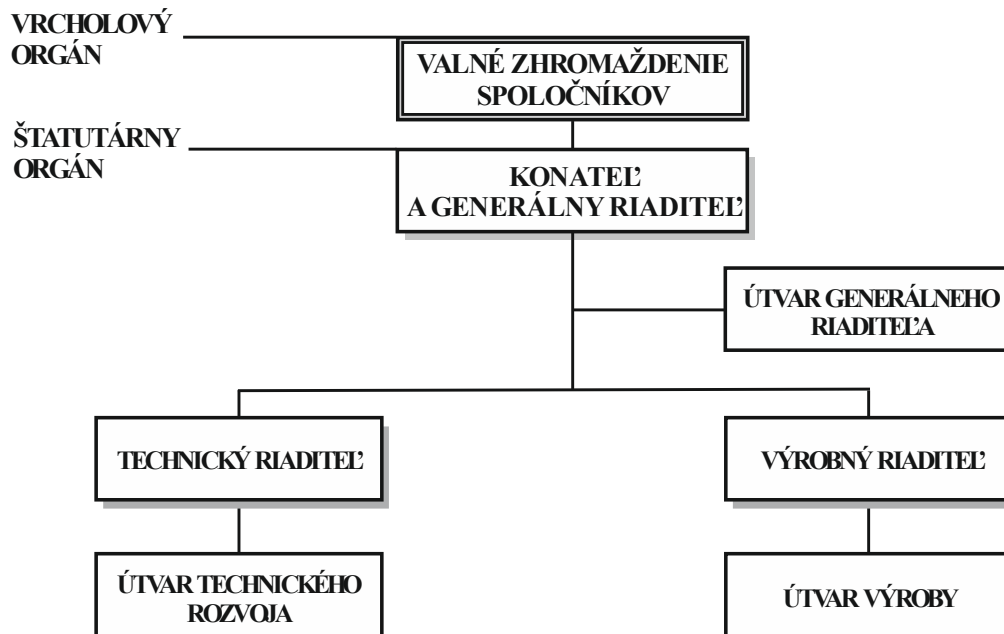 VRCHOLOVÝ
ORGÁN
VALNÉ ZHROMAŽDENIE
SPOLOČNÍKOV
ŠTATUTÁRNY
ORGÁN
KONATEĽ
A GENERÁLNY RIADITEĽ
ÚTVAR GENERÁLNEHO
RIADITEĽA
TECHNICKÝ RIADITEĽ
VÝROBNÝ RIADITEĽ
ÚTVAR TECHNICKÉHO
ROZVOJA
ÚTVAR VÝROBY